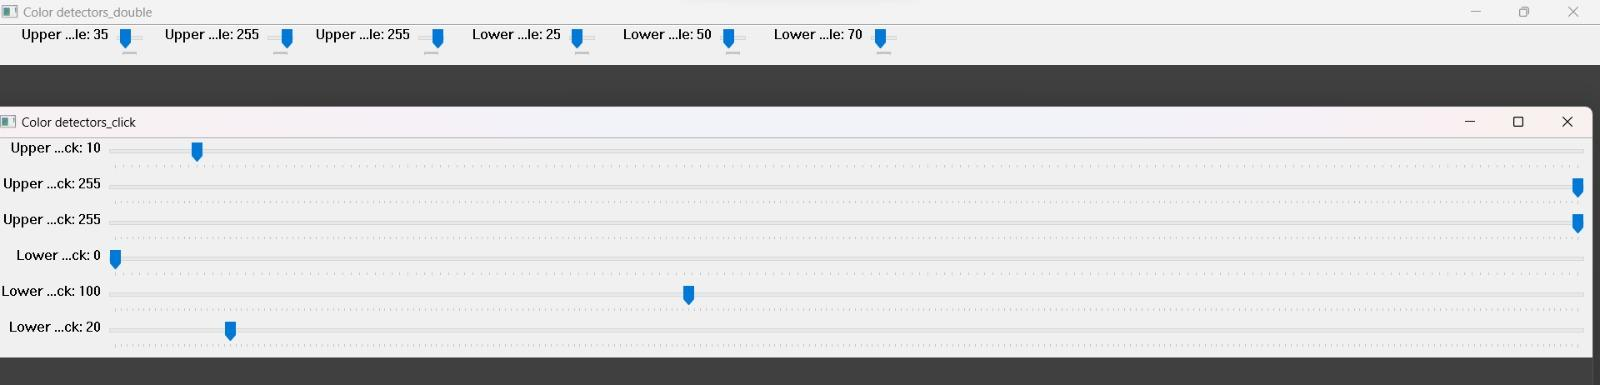 Color detectors_double
Upper ...le: 35 Upper ...le: 255 Upper ...le: 255 Lower ...le: 25 Lower ...le: 50 Lower ...le: 70
Color detectors_click
Upper ...ck: 10
Upper ...ck: 255
Upper ...ck: 255
Lower ...ck: 0
Lower ...ck: 100
Lower ...ck: 20